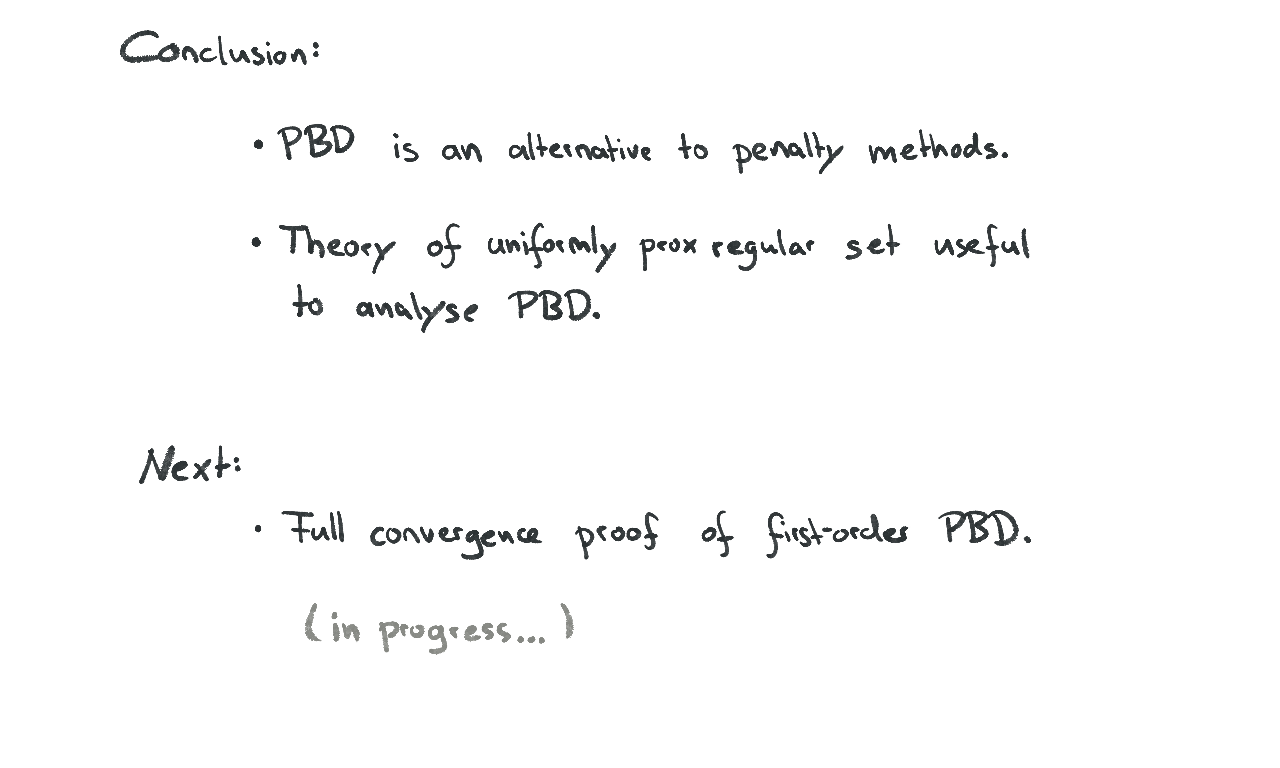 Conclusion:
• PBD is an alternative to penalty methods.
• Theory of uniformly prox regular set useful
to analyse PBD.
Next:
• Full convergence proof of first-order PBD.
(in progress...)